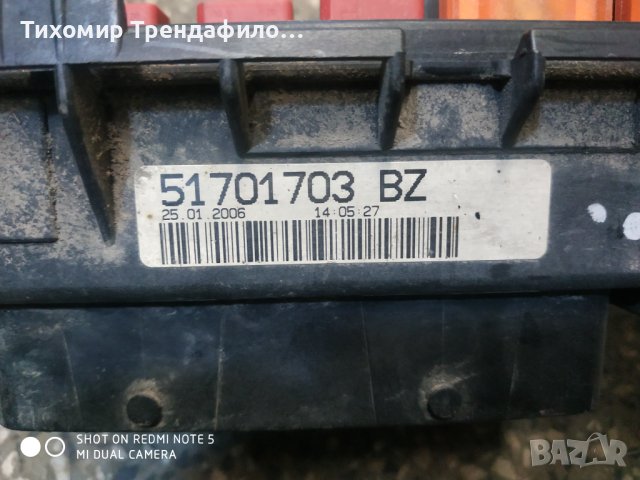 Тихомир Трендафило...
51701703 BZ
25.01.2006 14:05:27
SHOT ON REDMI NOTE 5
MI DUAL CAMERA
BAZAR